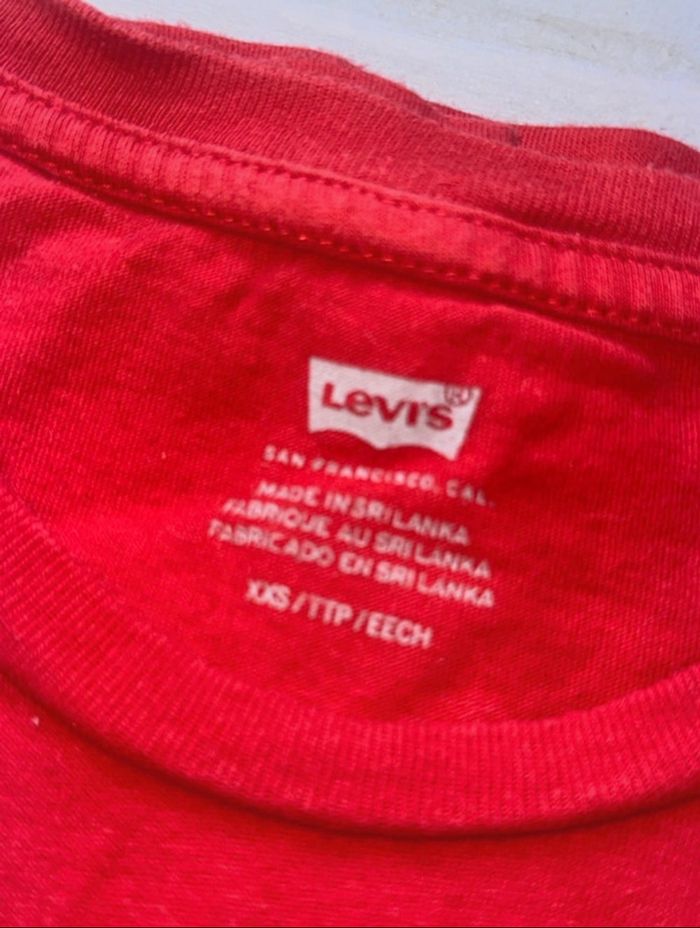 Levi's®
SAN FRANCISCO, CAL.
MADE IN SRI LANKA
FABRIQUE AU SRI LANKA
FABRICADO EN SRI LANKA
XXS/TTP/EECH